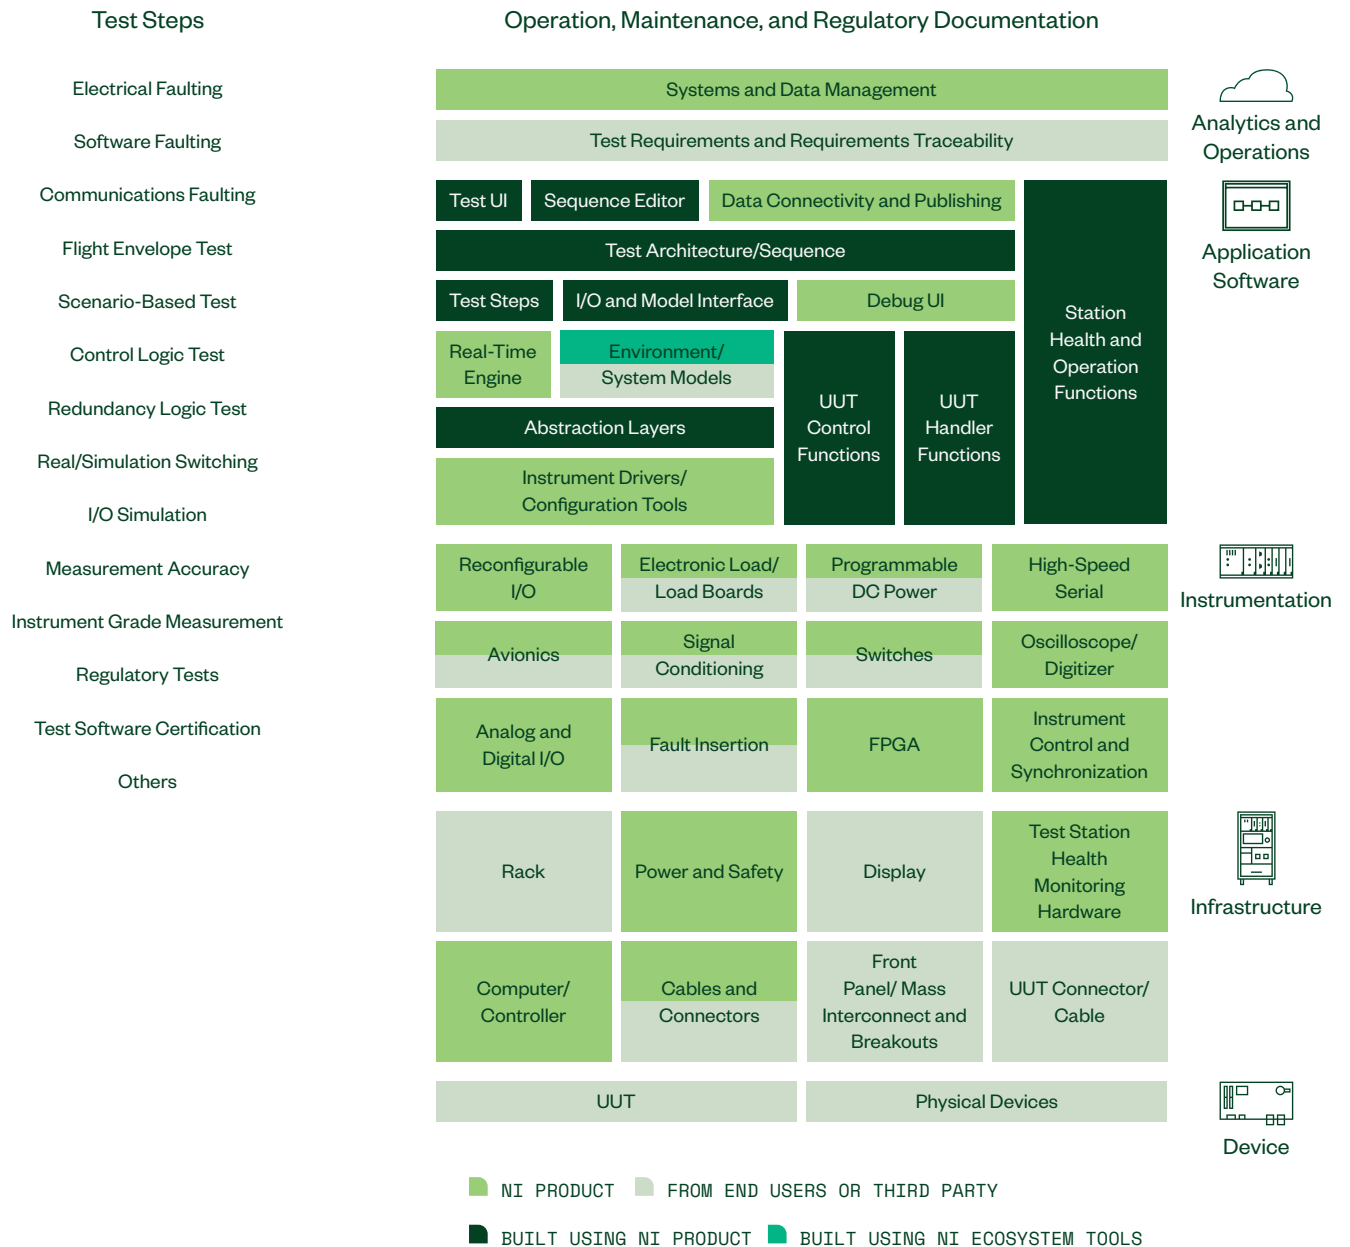 Test Steps
Electrical Faulting
Software Faulting
Communications Faulting
Flight Envelope Test
Scenario-Based Test
Control Logic Test
Redundancy Logic Test
Real/Simulation Switching
I/O Simulation
Measurement Accuracy
Instrument Grade Measurement
Regulatory Tests
Test Software Certification
Others
Operation, Maintenance, and Regulatory Documentation
Systems and Data Management
Test Requirements and Requirements Traceability
Analytics and
Operations
Test UI
Sequence Editor
Data Connectivity and Publishing
Test Architecture/Sequence
Test Steps
I/O and Model Interface
Debug UI
Real-Time
Engine
Environment/
System Models
Abstraction Layers
Instrument Drivers/
Configuration Tools
UUT
Control
Functions
UUT
Handler
Functions
Station
Health and
Operation
Functions
Application
Software
Reconfigurable
I/O
Electronic Load/
Load Boards
Programmable
DC Power
High-Speed
Serial
Avionics
Signal
Conditioning
Switches
Oscilloscope/
Digitizer
Analog and
Digital I/O
Fault Insertion
FPGA
Instrument
Control and
Synchronization
Instrumentation
Rack
Power and Safety
Display
Test Station
Health
Monitoring
Hardware
Computer/
Controller
Cables and
Connectors
Front
Panel/ Mass
Interconnect and
Breakouts
UUT Connector/
Cable
Infrastructure
UUT
Physical Devices
Device
NI PRODUCT
FROM END USERS OR THIRD PARTY
BUILT USING NI PRODUCT
BUILT USING NI ECOSYSTEM TOOLS